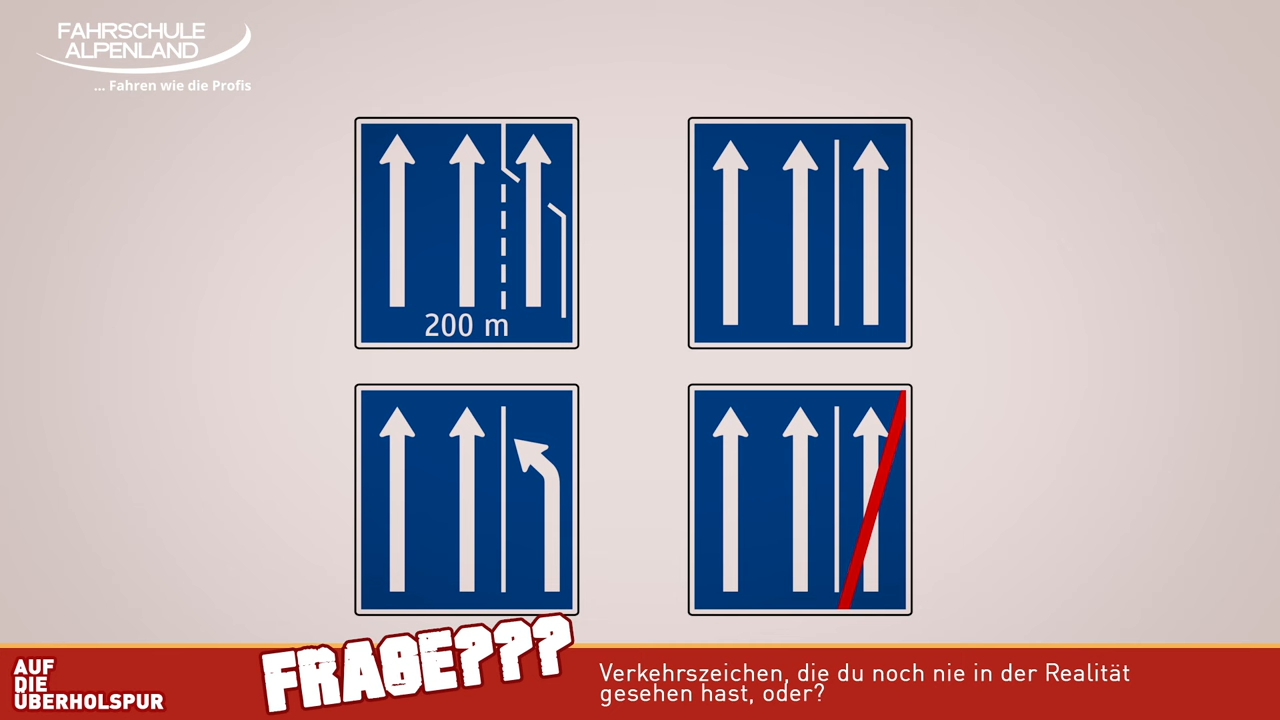 FAHRSCHULE
ALPENLAND
... Fahren wie die Profis
200 m
AUF
DIE
ÜBERHOLSPUR
FRAGE???
Verkehrszeichen, die du noch nie in der Realität
gesehen hast, oder?